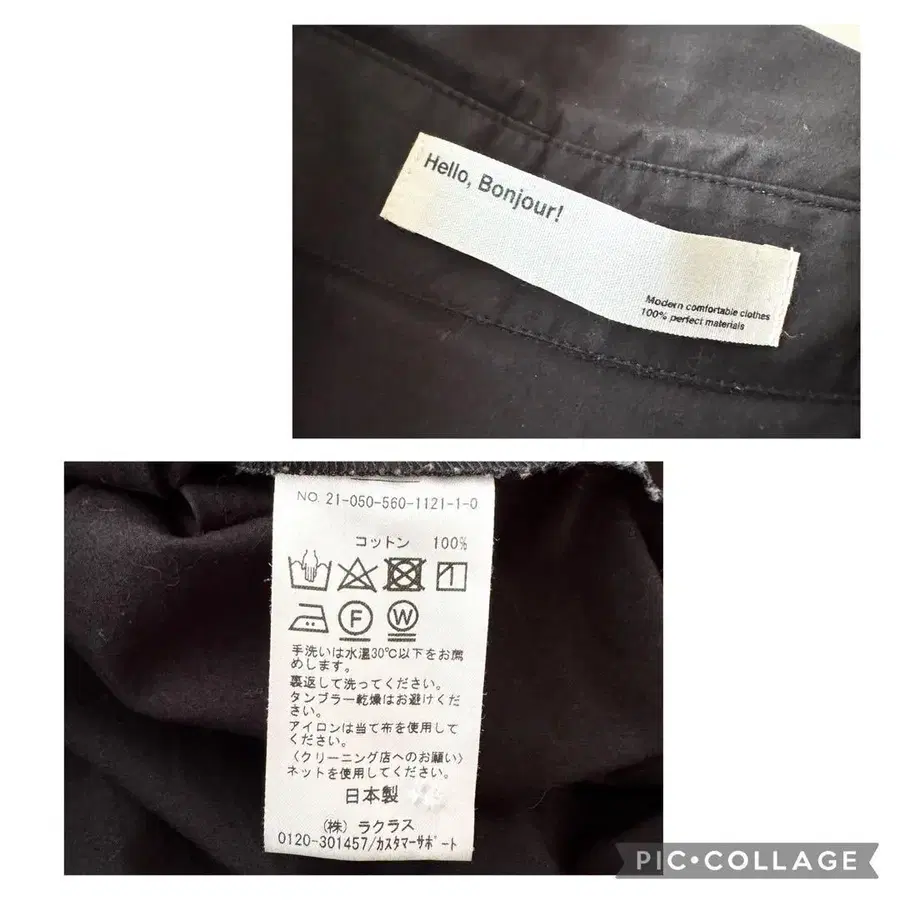 Hello, Bonjour!
Modern comfortable clothes
100% perfect materials
NO. 21-050-560-1121-1-0
コットン 100%
1
F W
手洗いは水温30℃以下をお薦
めします。
裏返して洗ってください。
タンブラー乾燥はお避けくだ
さい。
アイロンは当て布を使用して
ください。
〈クリーニング店へのお願い〉
ネットを使用してください。
日本製
(株) ラクラス
0120-301457/カスタマーサポート
PIC•COLLAGE